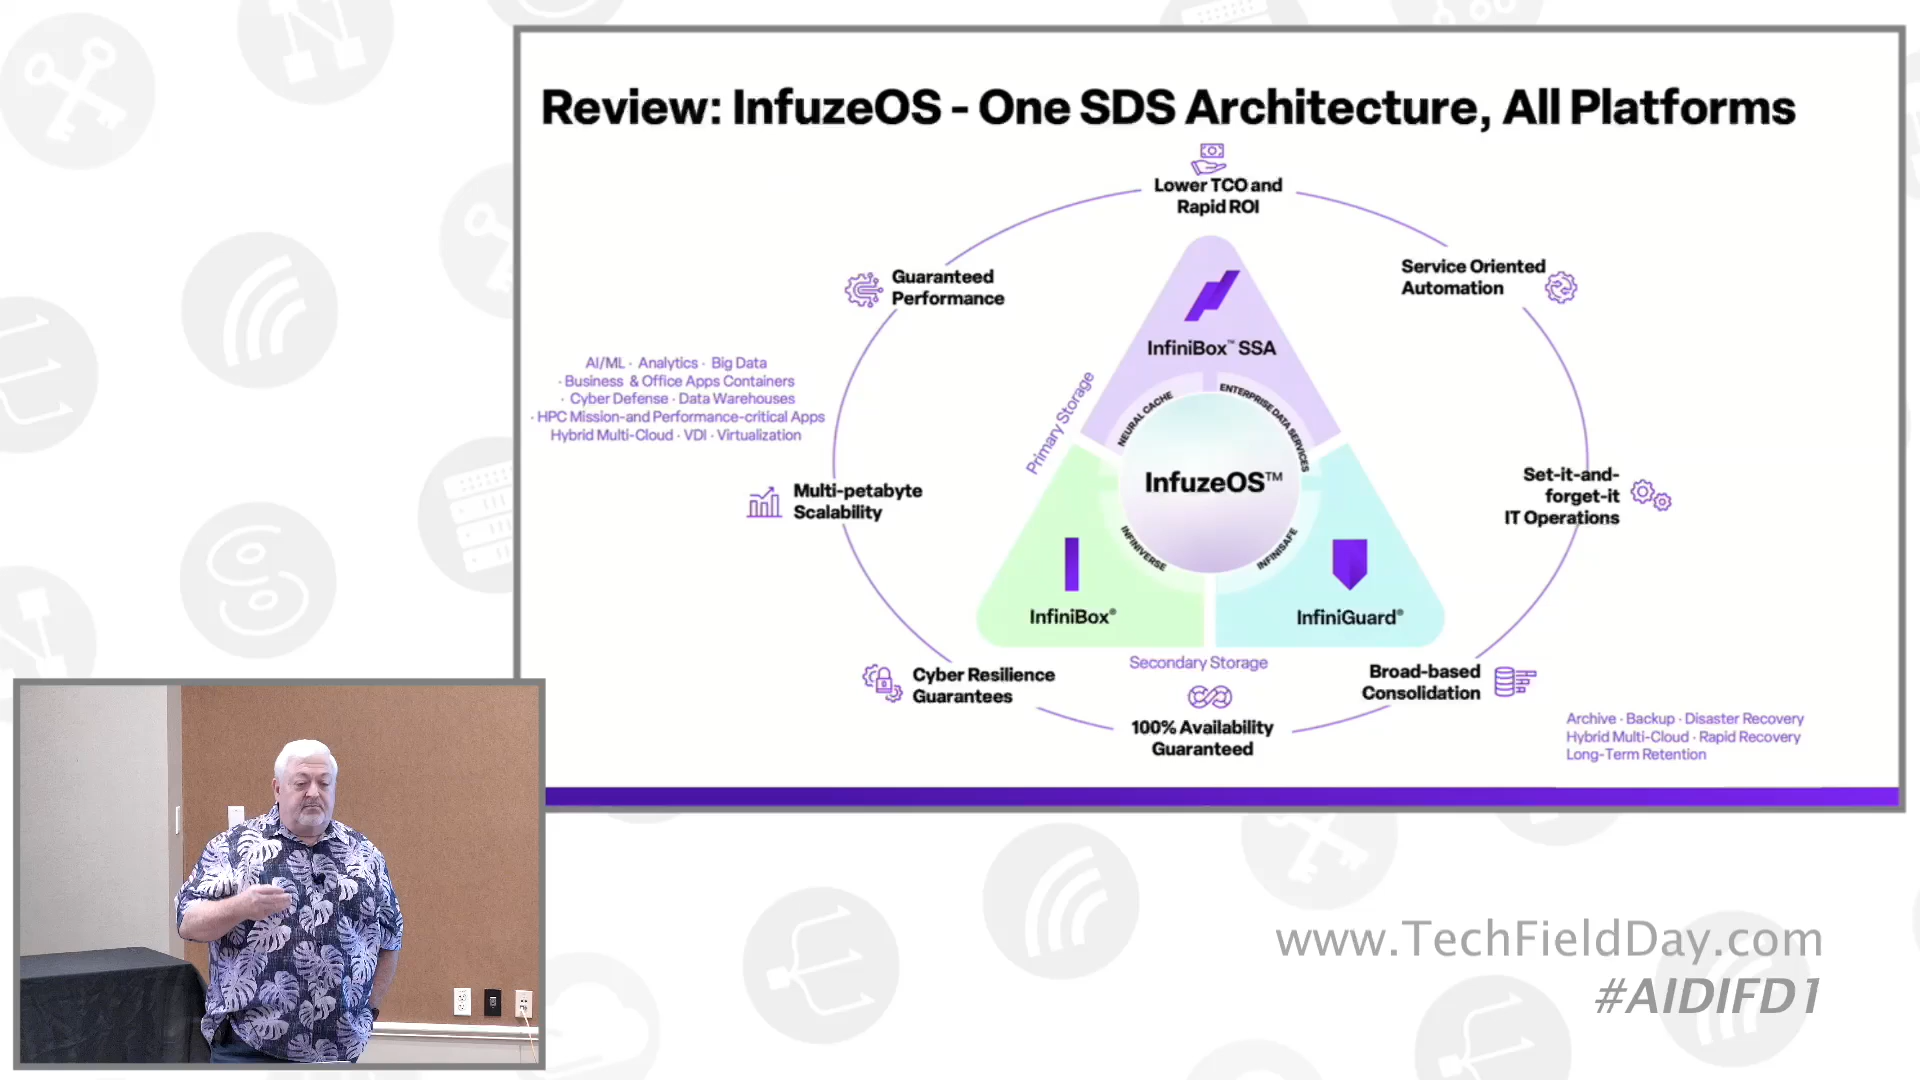 Review: InfuzeOS - One SDS Architecture, All Platforms
Lower TCO and
Rapid ROI
Guaranteed
Performance
Service Oriented
Automation
InfiniBox™ SSA
AI/ML · Analytics · Big Data
· Business & Office Apps Containers
· Cyber Defense · Data Warehouses
· HPC Mission-and Performance-critical Apps
Hybrid Multi-Cloud · VDI · Virtualization
Primary Storage
NEURAL CACHE
ENTERPRISE DATA SERVICES
InfuzeOS™
INFINIVERSE
INFINISAFE
Multi-petabyte
Scalability
Set-it-and-
forget-it
IT Operations
InfiniBox®
InfiniGuard®
Secondary Storage
Cyber Resilience
Guarantees
100% Availability
Guaranteed
Broad-based
Consolidation
Archive · Backup · Disaster Recovery
Hybrid Multi-Cloud · Rapid Recovery
Long-Term Retention
www.TechFieldDay.com
#AIDIFD1